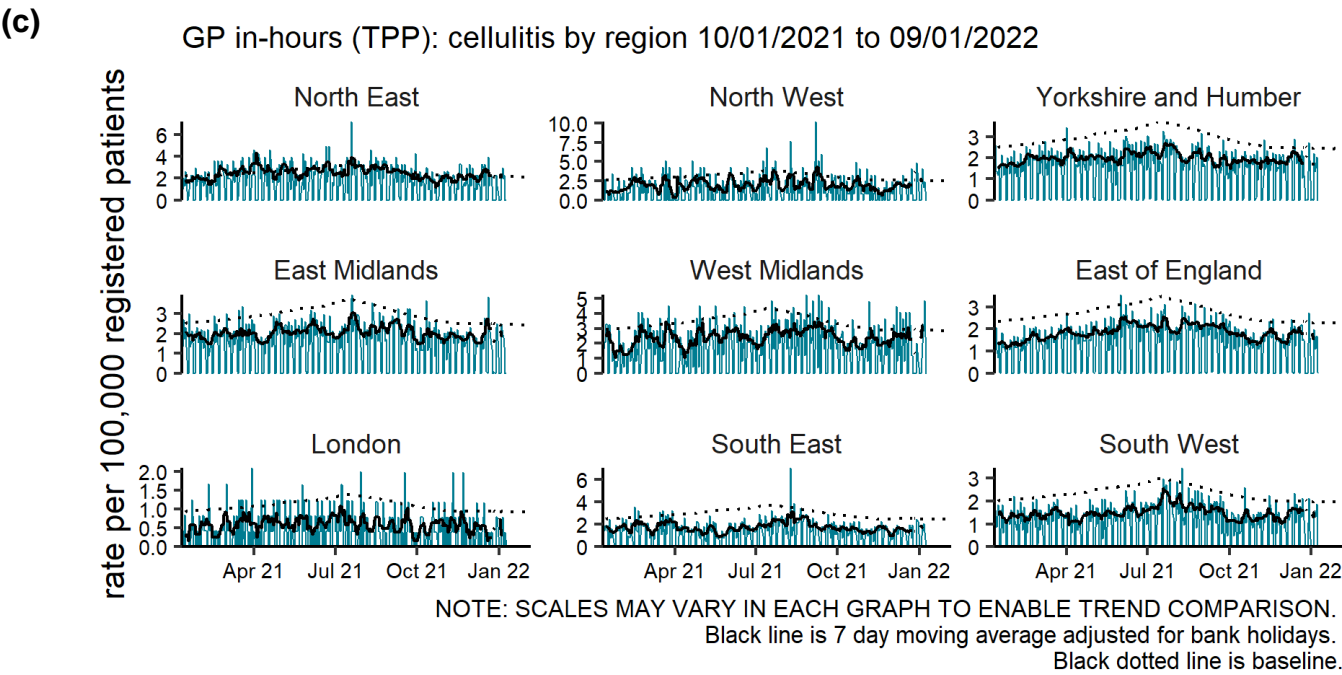 (c)
GP in-hours (TPP): cellulitis by region 10/01/2021 to 09/01/2022
rate per 100,000 registered patients
North East
6
4
2
0
North West
10.0
7.5
5.0
2.5
0.0
Yorkshire and Humber
3
2
1
0
East Midlands
3
2
1
0
West Midlands
5
4
3
2
1
0
East of England
3
2
1
0
London
2.0
1.5
1.0
0.5
0.0
Apr 21 Jul 21 Oct 21 Jan 22
South East
6
4
2
0
Apr 21 Jul 21 Oct 21 Jan 22
South West
3
2
1
0
Apr 21 Jul 21 Oct 21 Jan 22
NOTE: SCALES MAY VARY IN EACH GRAPH TO ENABLE TREND COMPARISON.
Black line is 7 day moving average adjusted for bank holidays.
Black dotted line is baseline.